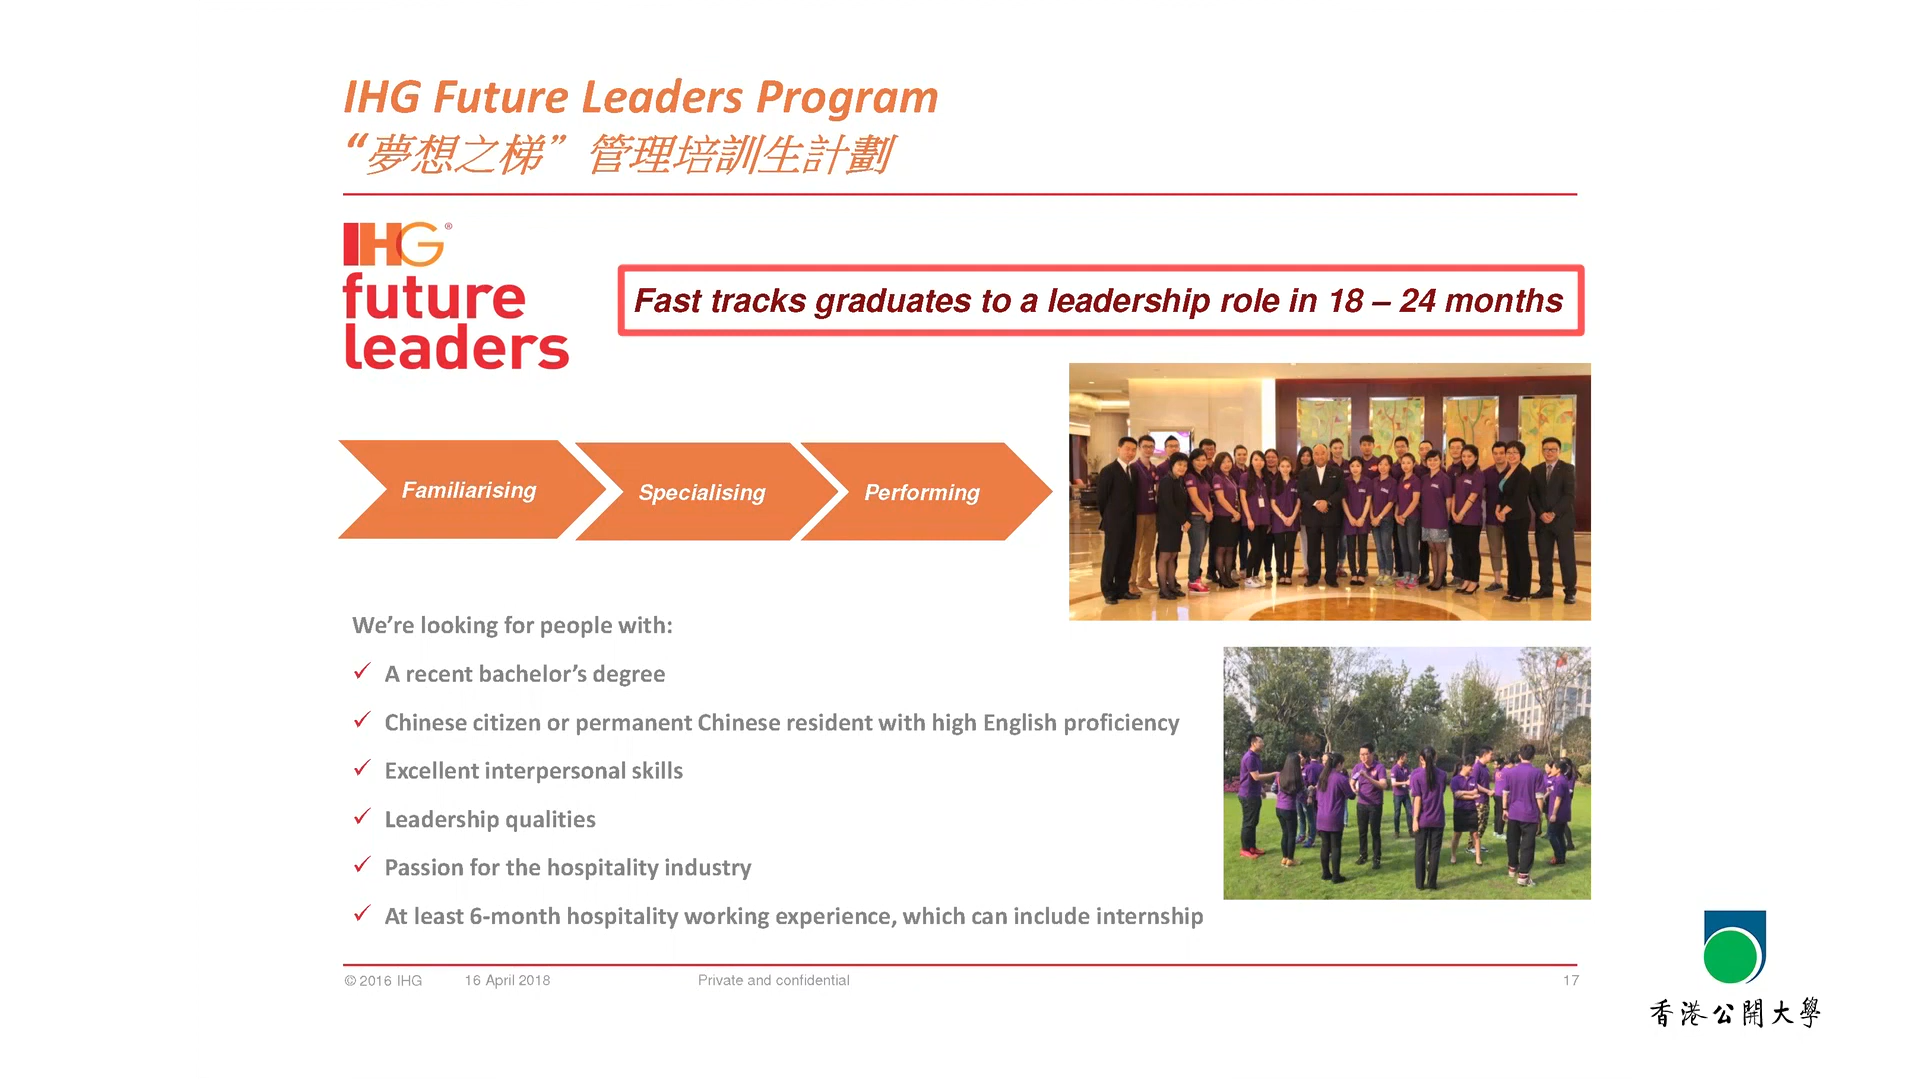 IHG Future Leaders Program
“夢想之梯”管理培訓生計劃
IHG®
future
leaders
Fast tracks graduates to a leadership role in 18 – 24 months
Familiarising
Specialising
Performing
We’re looking for people with:
✓ A recent bachelor’s degree
✓ Chinese citizen or permanent Chinese resident with high English proficiency
✓ Excellent interpersonal skills
✓ Leadership qualities
✓ Passion for the hospitality industry
✓ At least 6-month hospitality working experience, which can include internship
© 2016 IHG 16 April 2018 Private and confidential 17
香港公開大學